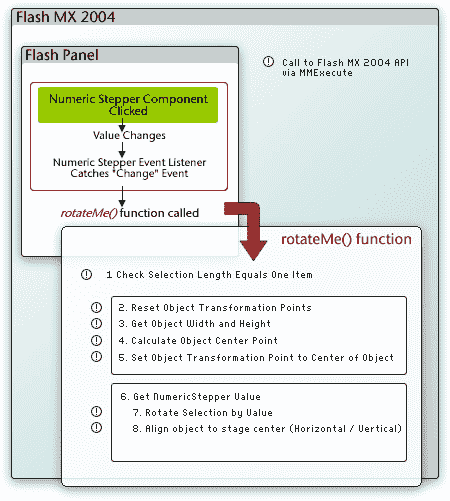 Flash MX 2004
Flash Panel
Call to Flash MX 2004 API
via MMExecute
Numeric Stepper Component
Clicked
Value Changes
Numeric Stepper Event Listener
Catches "Change" Event
rotateMe() function called
rotateMe() function
1 Check Selection Length Equals One Item
2. Reset Object Transformation Points
3. Get Object Width and Height
4. Calculate Object Center Point
5. Set Object Transformation Point to Center of Object
6. Get NumericStepper Value
7. Rotate Selection by Value
8. Align object to stage center (Horizontal / Vertical)